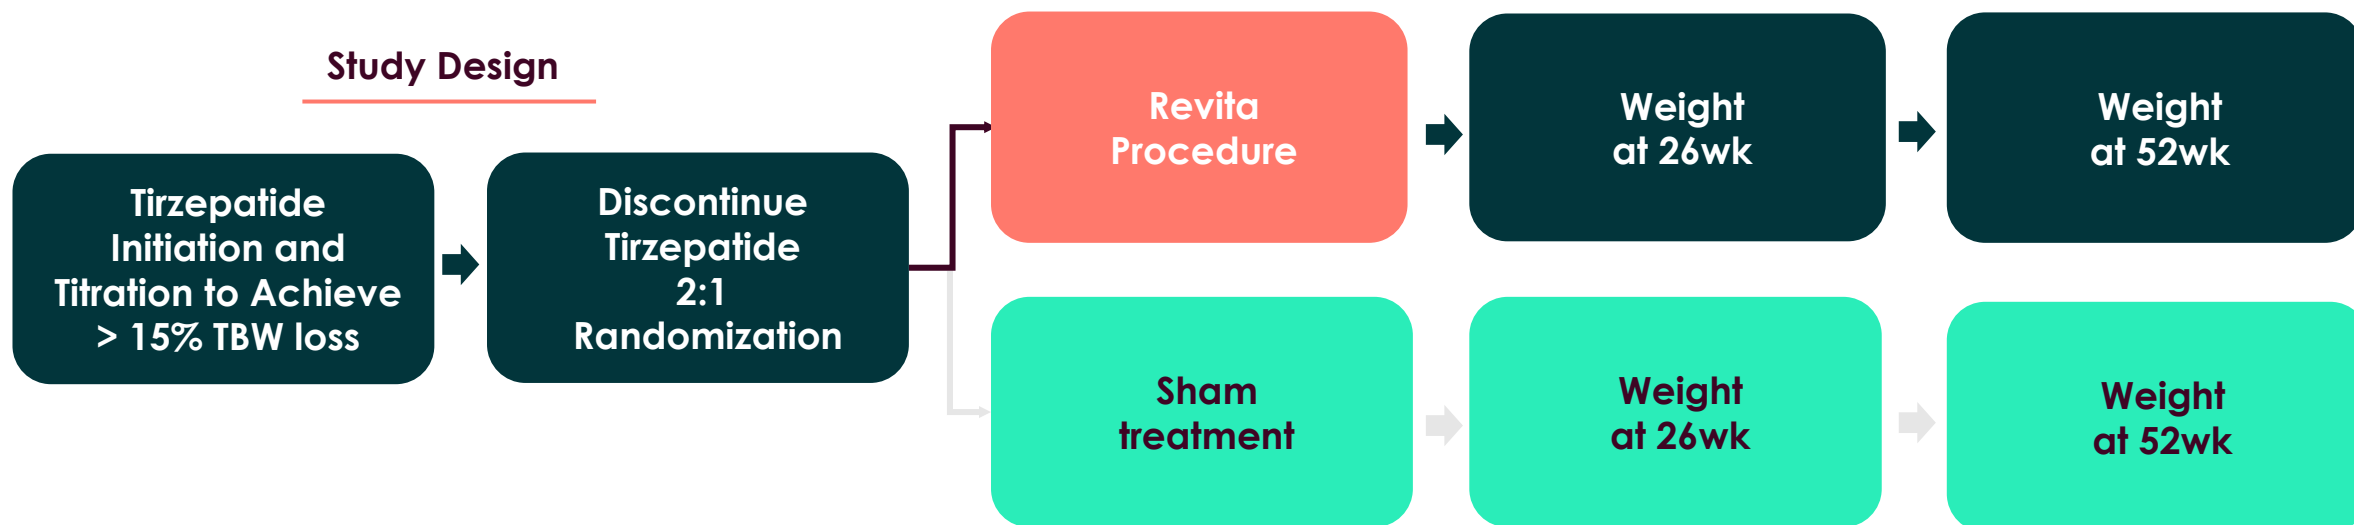 Study Design
Tirzepatide
Initiation and
Titration to Achieve
> 15% TBW loss
Discontinue
Tirzepatide
2:1
Randomization
Revita
Procedure
Weight
at 26wk
Weight
at 52wk
Sham
treatment
Weight
at 26wk
Weight
at 52wk